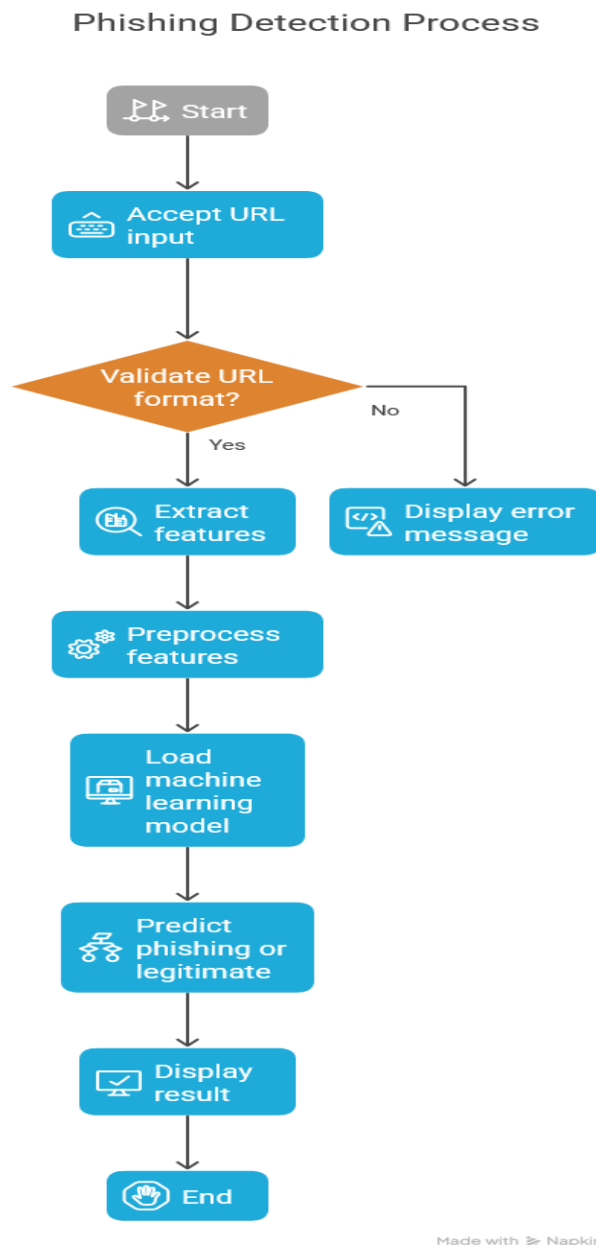 Phishing Detection Process
Start
Accept URL
input
Validate URL
format?
No
Yes
Extract
features
Display error
message
Preprocess
features
Load
machine
learning
model
Predict
phishing or
legitimate
Display
result
End
Made with Napkin